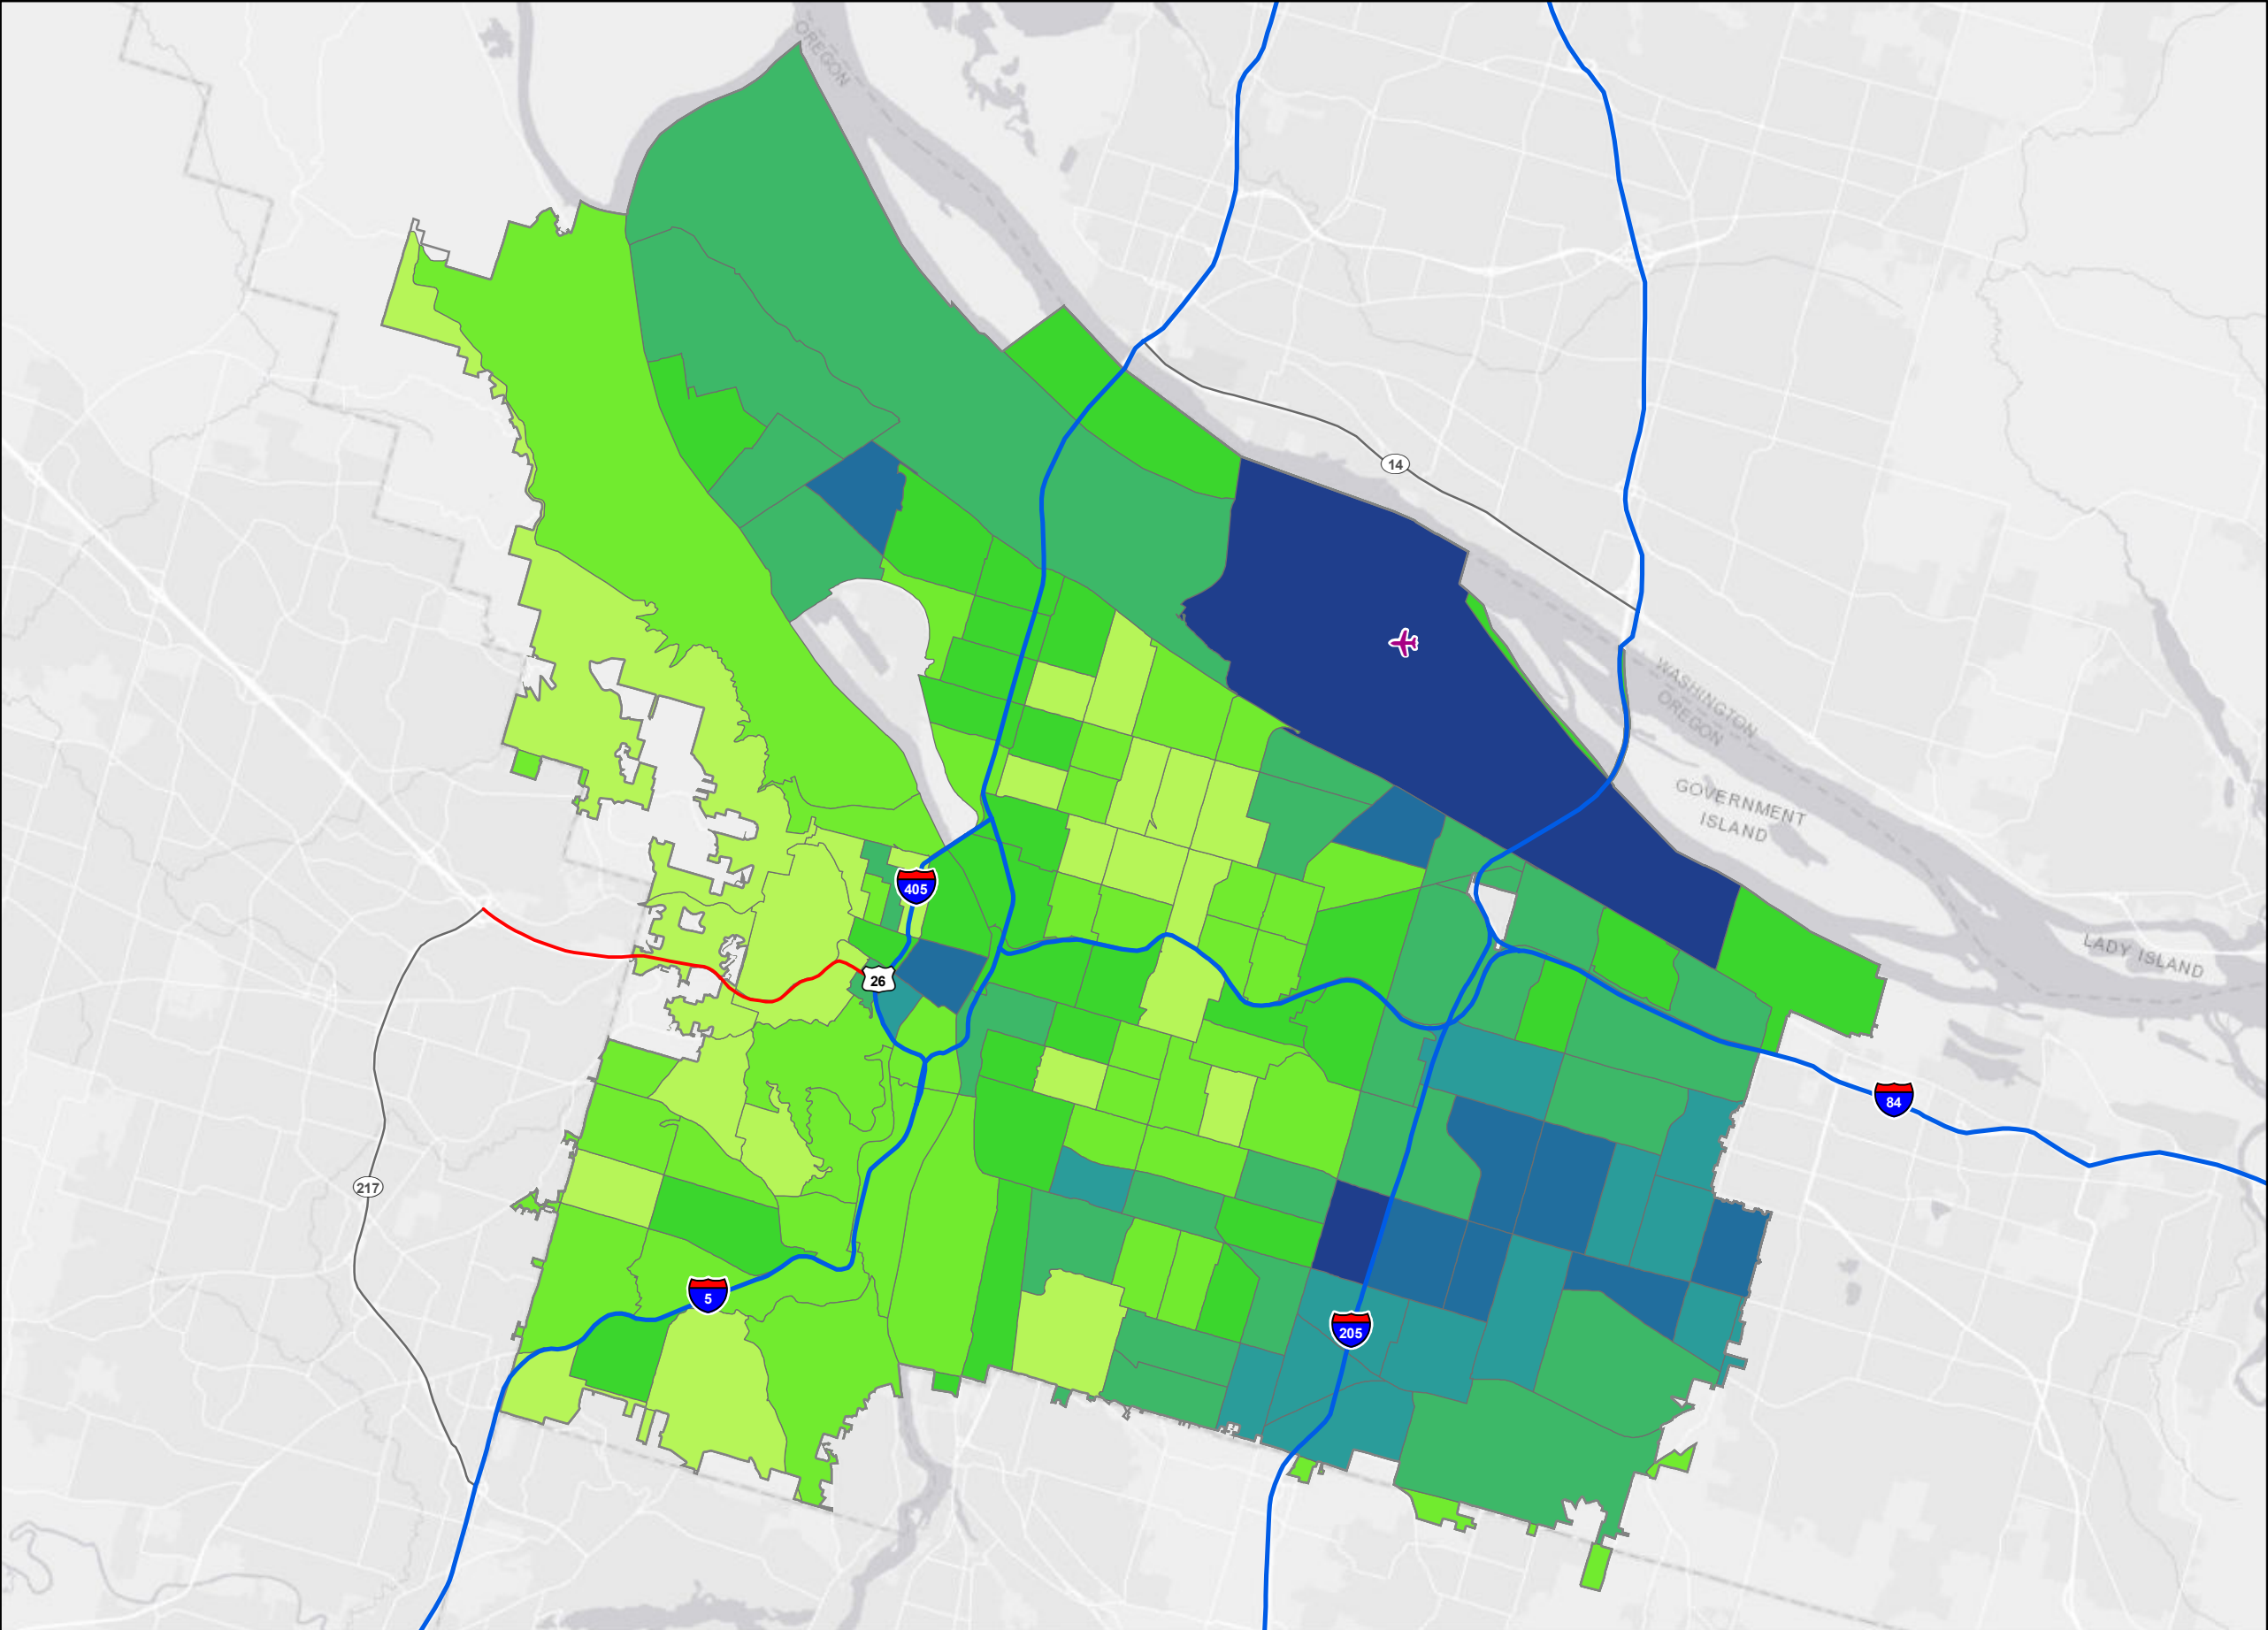 OREGON
14
WASHINGTON
OREGON
GOVERNMENT
ISLAND
405
LADY ISLAND
26
84
217
5
205